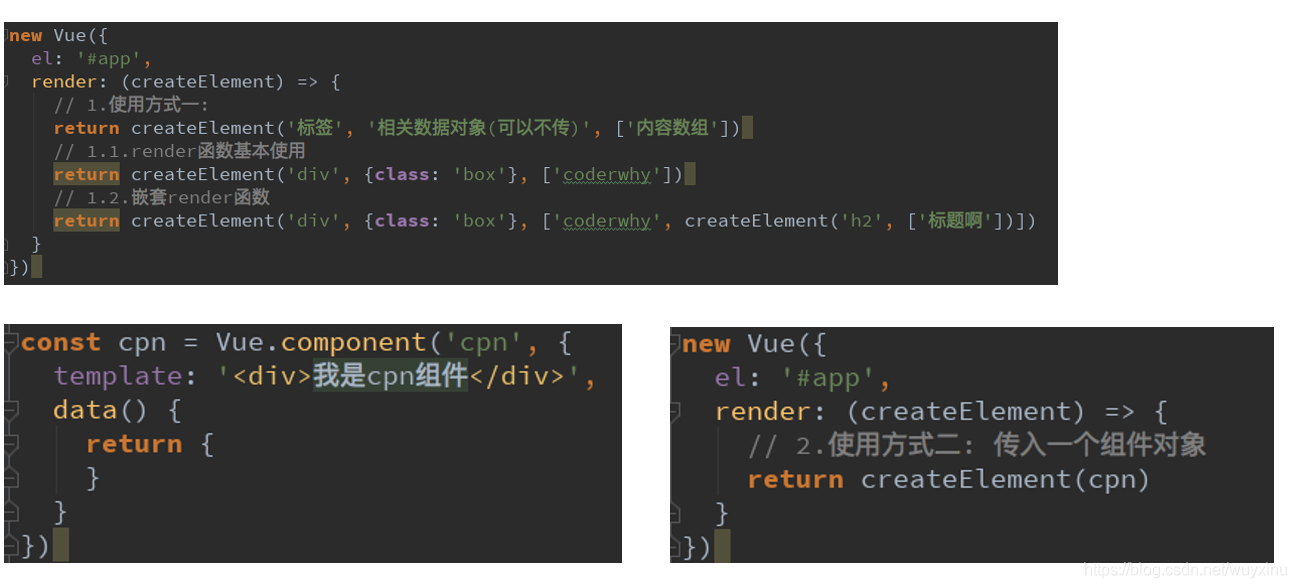 new Vue({
  el: '#app',
  render: (createElement) => {
    // 1.使用方式一:
    return createElement('标签', '相关数据对象(可以不传)', ['内容数组'])
    // 1.1.render函数基本使用
    return createElement('div', {class: 'box'}, ['coderwhy'])
    // 1.2.嵌套render函数
    return createElement('div', {class: 'box'}, ['coderwhy', createElement('h2', ['标题啊'])])
  }
})
const cpn = Vue.component('cpn', {
  template: '<div>我是cpn组件</div>',
  data() {
    return {
    }
  }
})
new Vue({
  el: '#app',
  render: (createElement) => {
    // 2.使用方式二: 传入一个组件对象
    return createElement(cpn)
  }
})
https://blog.csdn.net/wuyxinu